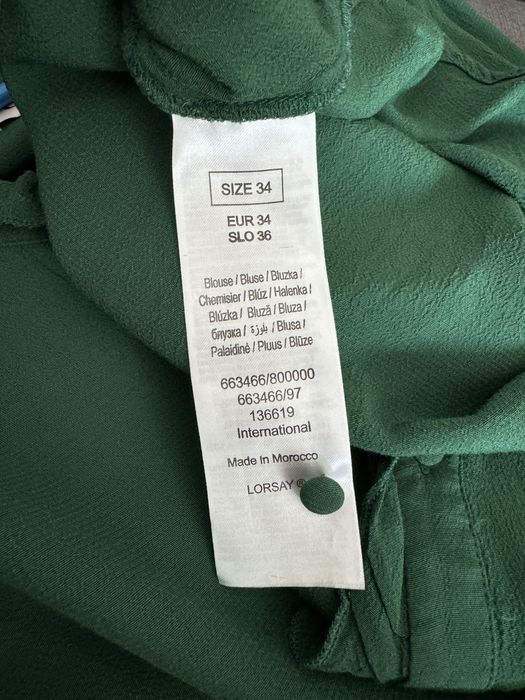 SIZE 34
EUR 34
SLO 36
Blouse / Bluse / Bluzka /
Chemisier / Blúz / Halenka /
Blúzka / Bluză / Bluza /
блузка / بلوزة / Blusa /
Palaidinė / Pluus / Blūze
663466/800000
663466/97
136619
International
Made in Morocco
LORSAY®